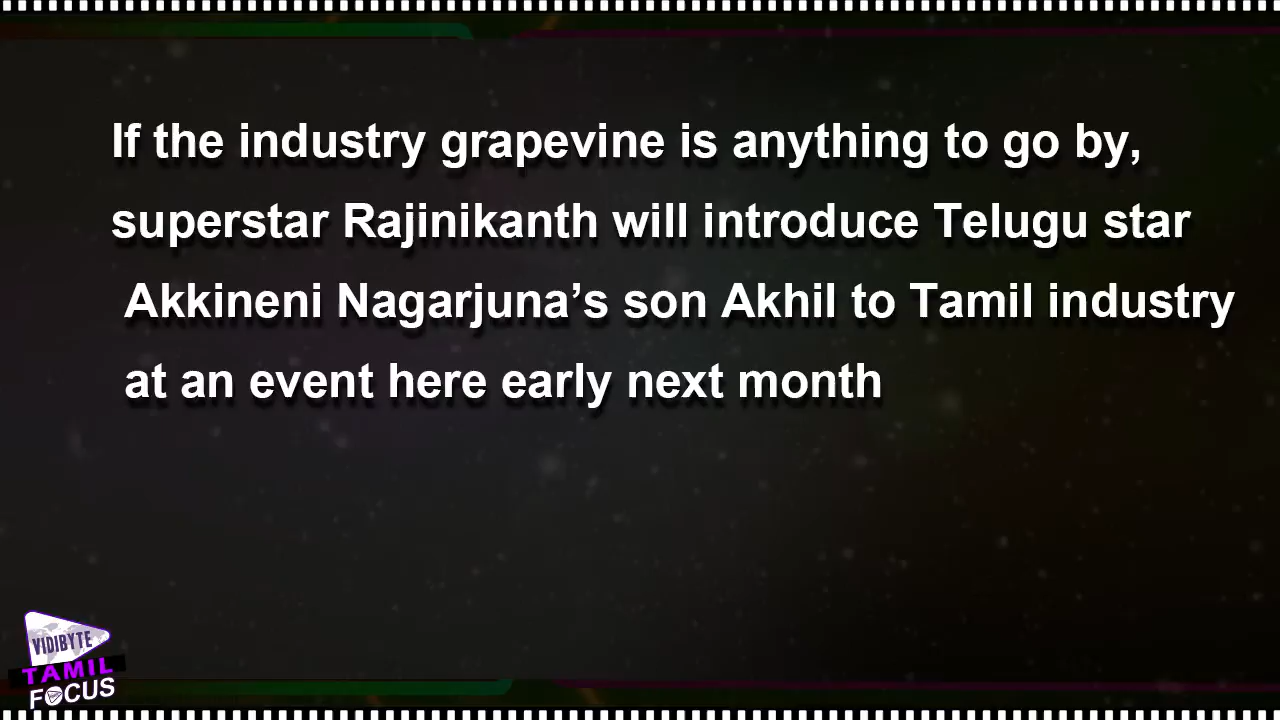 If the industry grapevine is anything to go by,
superstar Rajinikanth will introduce Telugu star
Akkineni Nagarjuna’s son Akhil to Tamil industry
at an event here early next month
VIDIBYTE
TAMIL
FOCUS